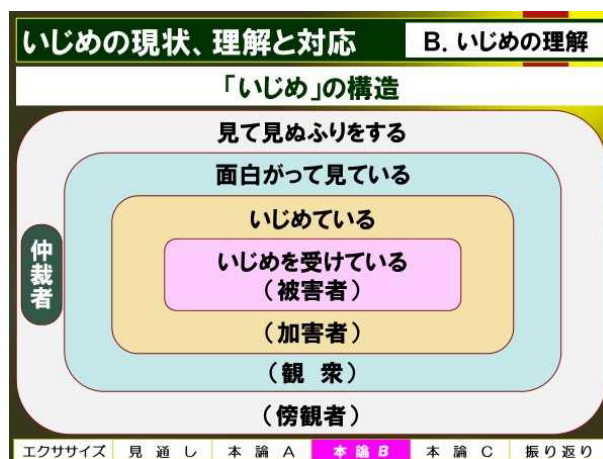 いじめの現状、理解と対応
B. いじめの理解
「いじめ」の構造
見て見ぬふりをする
面白がって見ている
いじめている
いじめを受けている
（被害者）
（加害者）
（観　衆）
（傍観者）
仲裁者
エクササイズ　見 通 し　本 論 A　本 論 B　本 論 C　振り返り